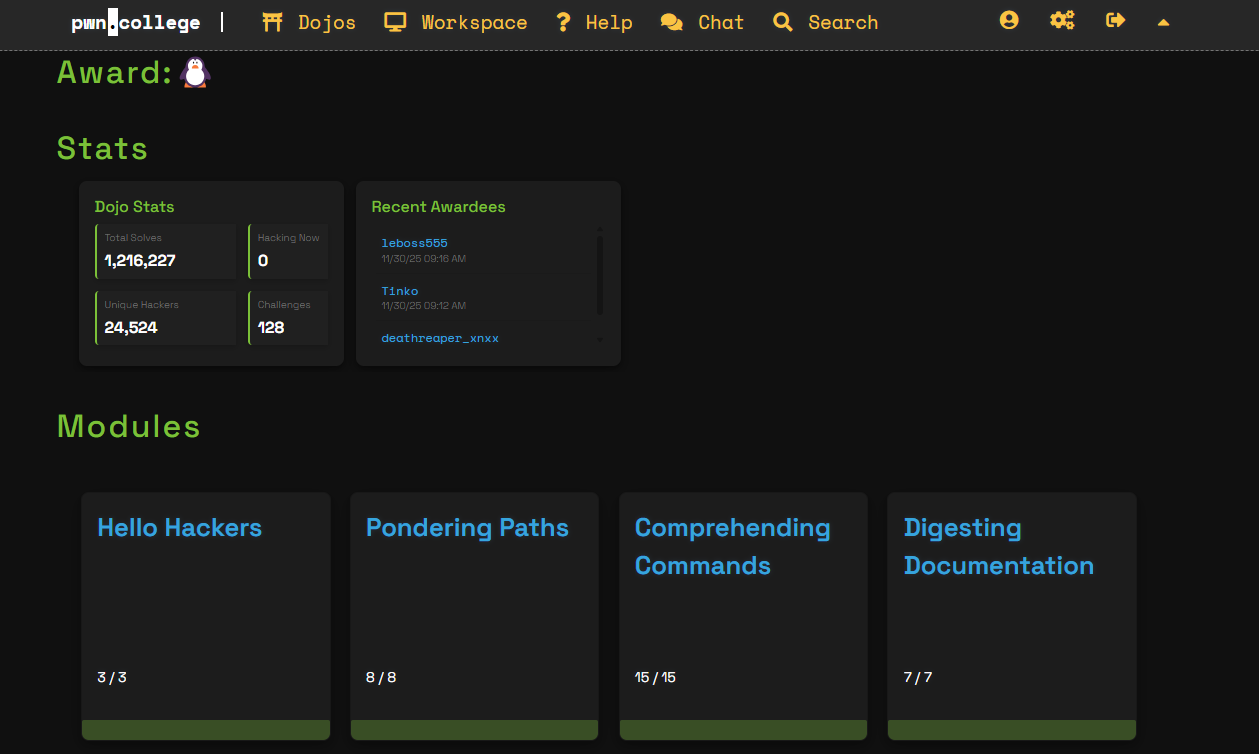 pwn.college | Dojos Workspace Help Chat Search
Award:
Stats
Dojo Stats
Total Solves
1,216,227
Hacking Now
0
Unique Hackers
24,524
Challenges
128
Recent Awardees
leboss555
11/30/25 09:16 AM
Tinko
11/30/25 09:12 AM
deathreaper_xnxx
Modules
Hello Hackers
3 / 3
Pondering Paths
8 / 8
Comprehending
Commands
15 / 15
Digesting
Documentation
7 / 7